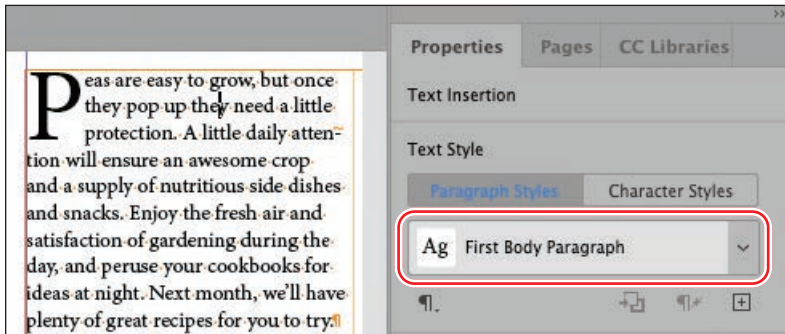 Peas are easy to grow, but once
they pop up they need a little
protection. A little daily atten-
tion will ensure an awesome crop
and a supply of nutritious side dishes
and snacks. Enjoy the fresh air and
satisfaction of gardening during the
day, and peruse your cookbooks for
ideas at night. Next month, we’ll have
plenty of great recipes for you to try.
Properties Pages CC Libraries
Text Insertion
Text Style
Paragraph Styles Character Styles
Ag First Body Paragraph